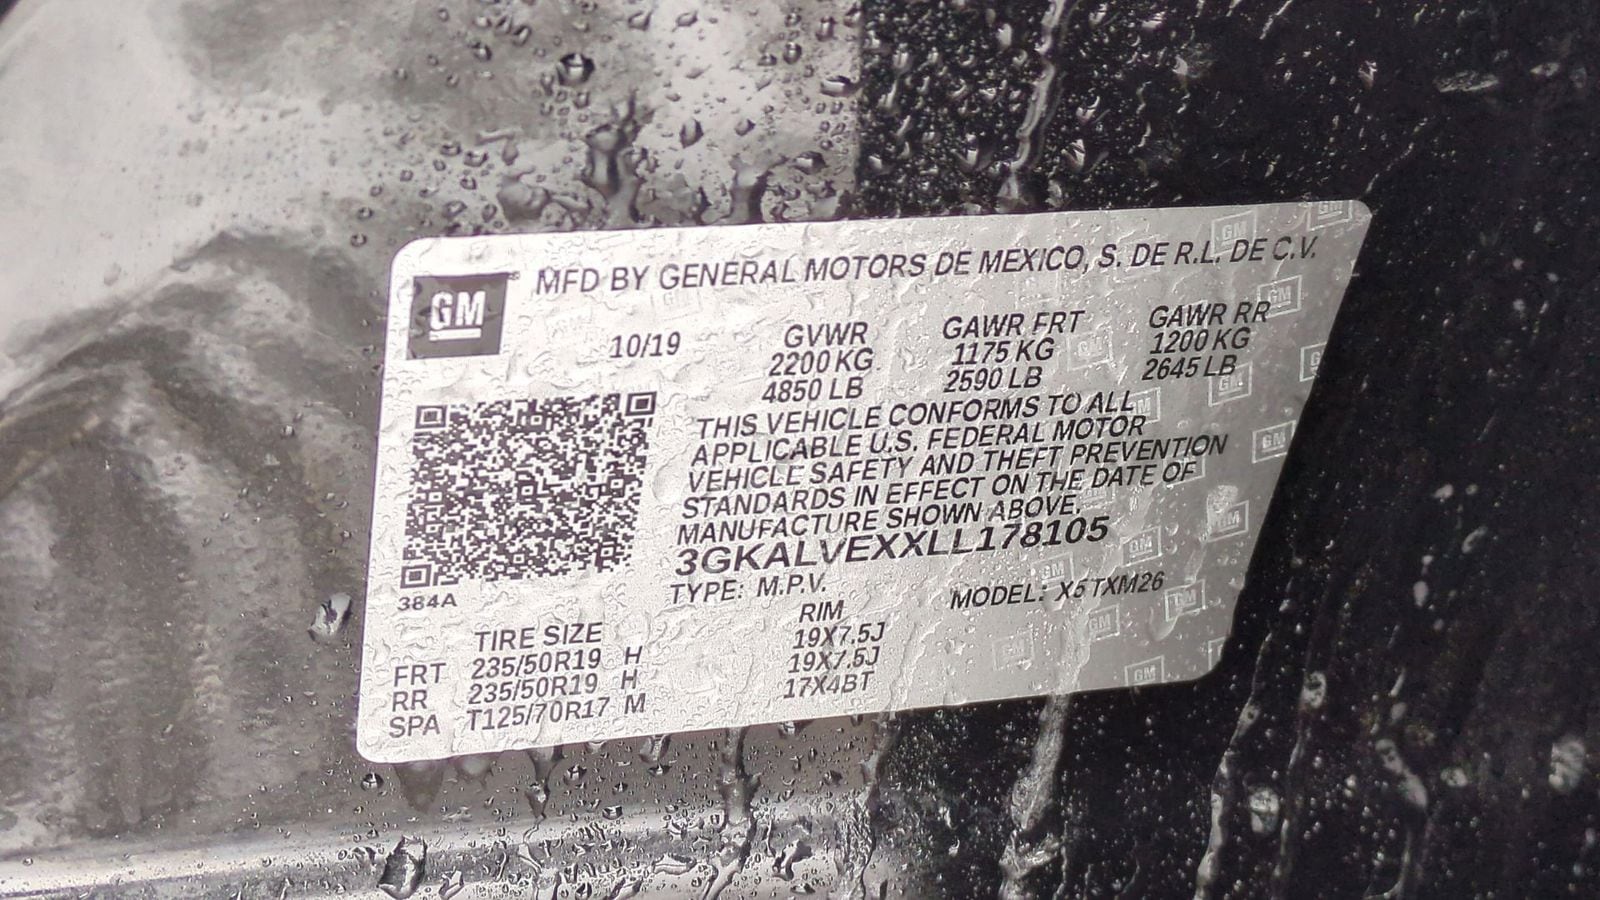 GM
MFD BY GENERAL MOTORS DE MEXICO, S. DE R.L. DE C.V.
10/19 GVWR GAWR FRT GAWR RR
2200 KG 1175 KG 1200 KG
4850 LB 2590 LB 2645 LB
THIS VEHICLE CONFORMS TO ALL
APPLICABLE U.S. FEDERAL MOTOR
VEHICLE SAFETY AND THEFT PREVENTION
STANDARDS IN EFFECT ON THE DATE OF
MANUFACTURE SHOWN ABOVE.
3GKALVEXXLL178105
384A
TYPE: M.P.V. MODEL: X5TXM26
TIRE SIZE RIM
FRT 235/50R19 H 19X7.5J
RR 235/50R19 H 19X7.5J
SPA T125/70R17 M 17X4BT